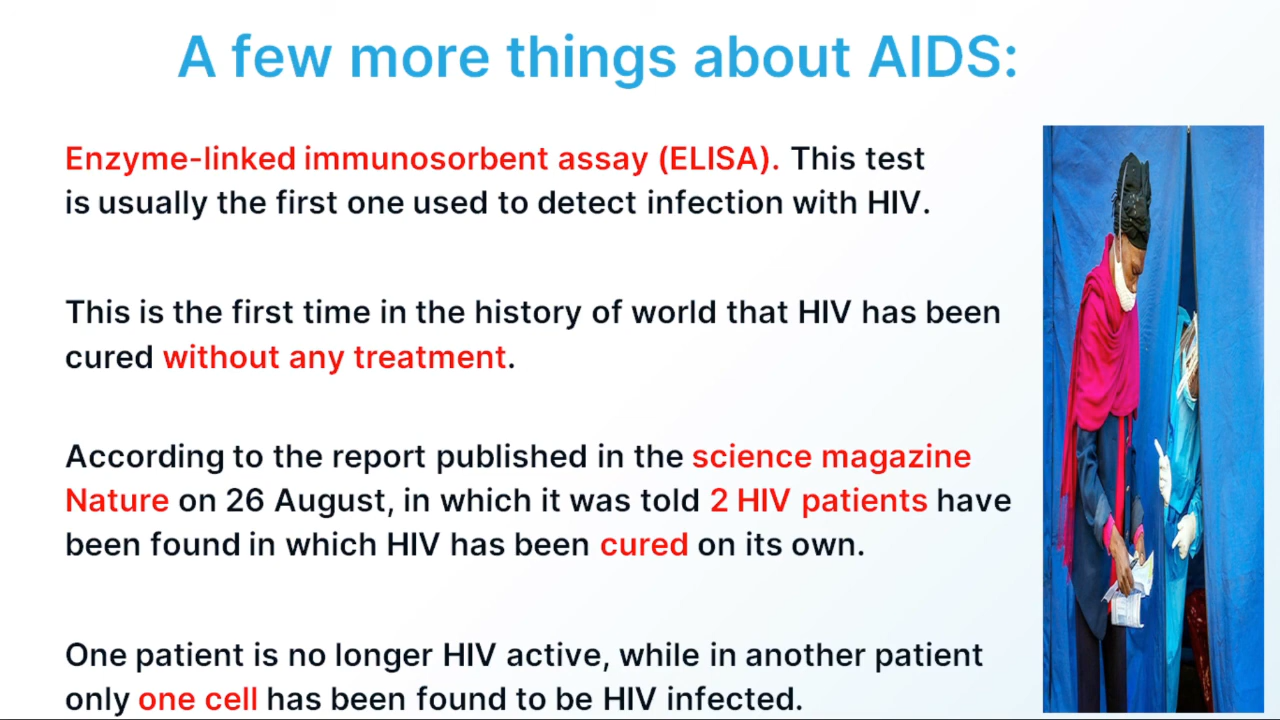 A few more things about AIDS:
Enzyme-linked immunosorbent assay (ELISA). This test
is usually the first one used to detect infection with HIV.
This is the first time in the history of world that HIV has been
cured without any treatment.
According to the report published in the science magazine
Nature on 26 August, in which it was told 2 HIV patients have
been found in which HIV has been cured on its own.
One patient is no longer HIV active, while in another patient
only one cell has been found to be HIV infected.